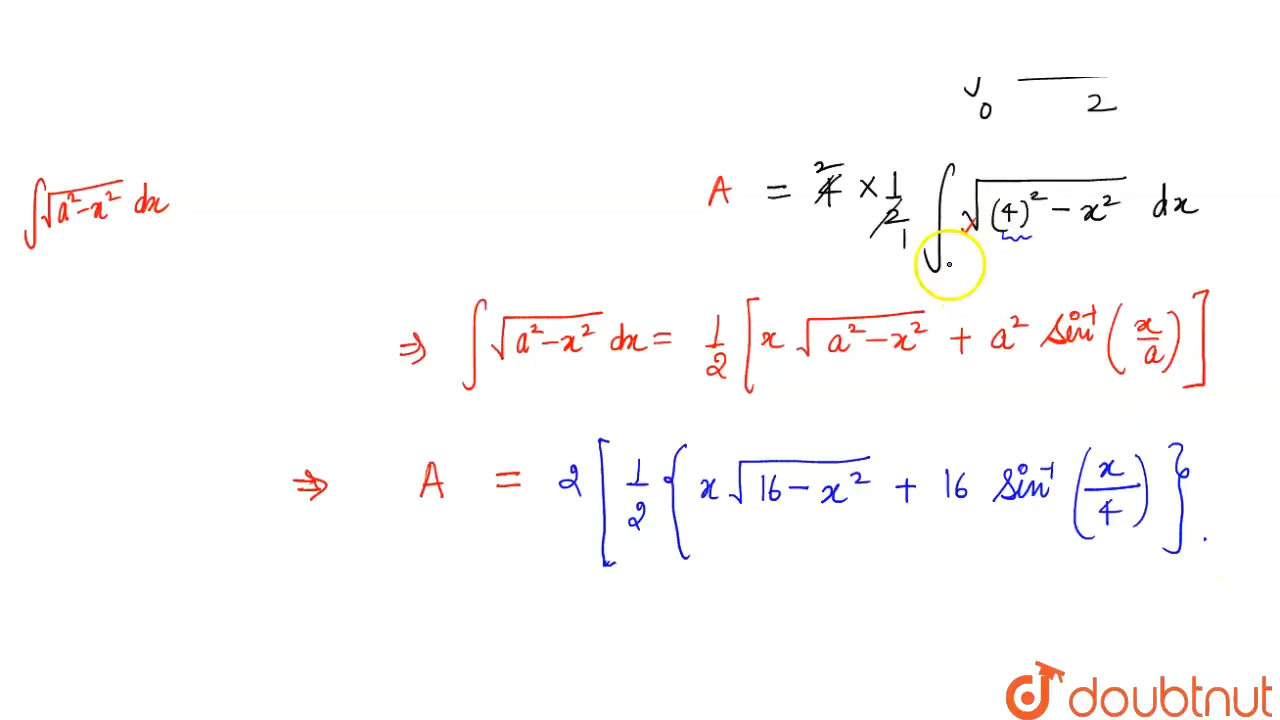 0 2
∫√a²−x² dx
A = 2 4 × 1/2 1 ∫ √(4)²−x² dx
⇒ ∫ √a²−x² dx = 1/2 [x √a²−x² + a² sin⁻¹ (x/a)]
⇒ A = 2 [1/2 {x √16−x² + 16 sin⁻¹ (x/4)}.
doubtnut